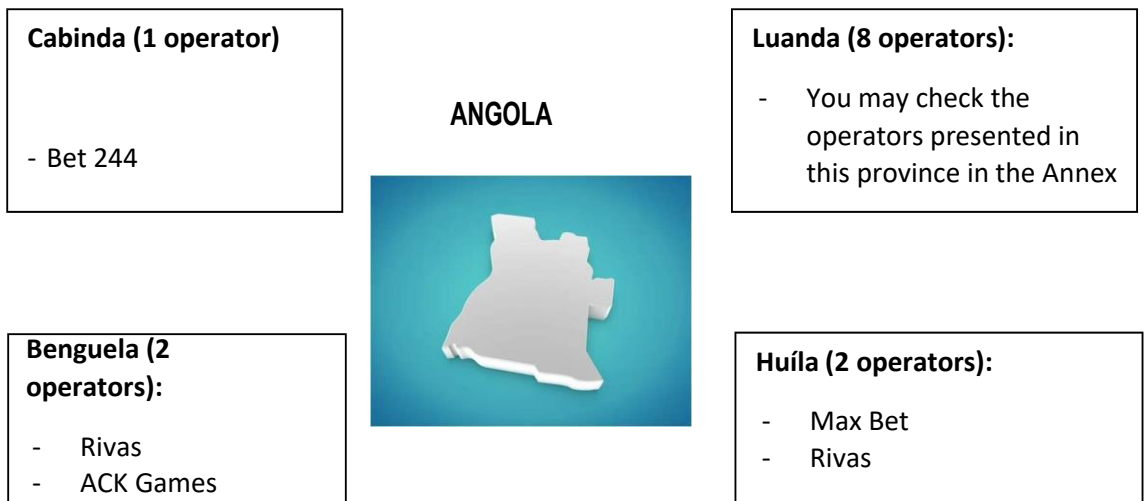 Cabinda (1 operator)
- Bet 244
ANGOLA
Luanda (8 operators):
- You may check the
operators presented in
this province in the Annex
Benguela (2
operators):
- Rivas
- ACK Games
Huíla (2 operators):
- Max Bet
- Rivas